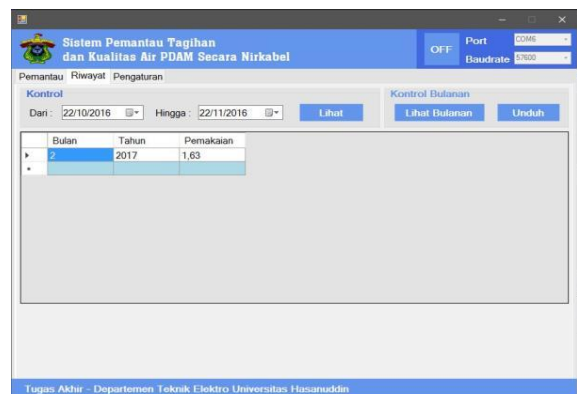 Sistem Pemantau Tagihan
dan Kualitas Air PDAM Secara Nirkabel
OFF
Port COM6
Baudrate 57600
Pemantau Riwayat Pengaturan
Kontrol
Dari : 22/10/2016 Hingga : 22/11/2016 Lihat
Kontrol Bulanan
Lihat Bulanan Unduh
Bulan Tahun Pemakaian
2 2017 1,63
Tugas Akhir - Departemen Teknik Elektro Universitas Hasanuddin